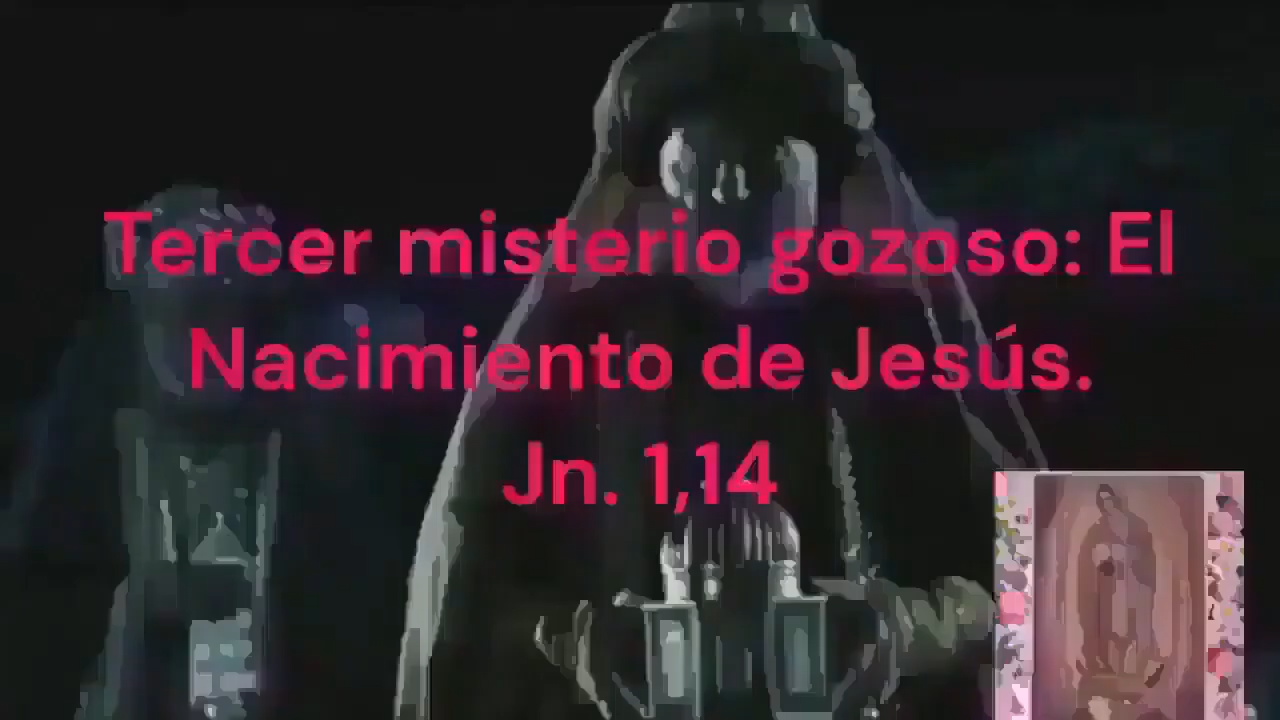 Tercer misterio gozoso: El
Nacimiento de Jesús.
Jn. 1,14